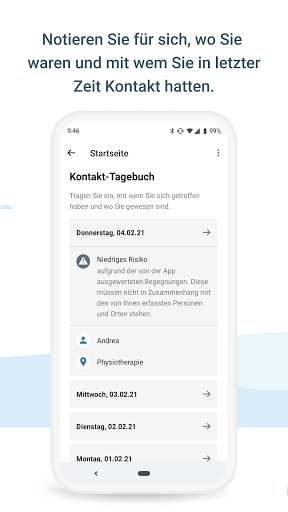 Notieren Sie für sich, wo Sie
waren und mit wem Sie in letzter
Zeit Kontakt hatten.
9:46
99%
Startseite
Kontakt-Tagebuch
Tragen Sie ein, mit wem Sie sich getroffen
haben und wo Sie gewesen sind.
Donnerstag, 04.02.21
Niedriges Risiko
aufgrund der von der App
ausgewerteten Begegnungen. Diese
müssen nicht in Zusammenhang mit
den von Ihnen erfassten Personen
und Orten stehen.
Andrea
Physiotherapie
Mittwoch, 03.02.21
Dienstag, 02.02.21
Montag, 01.02.21